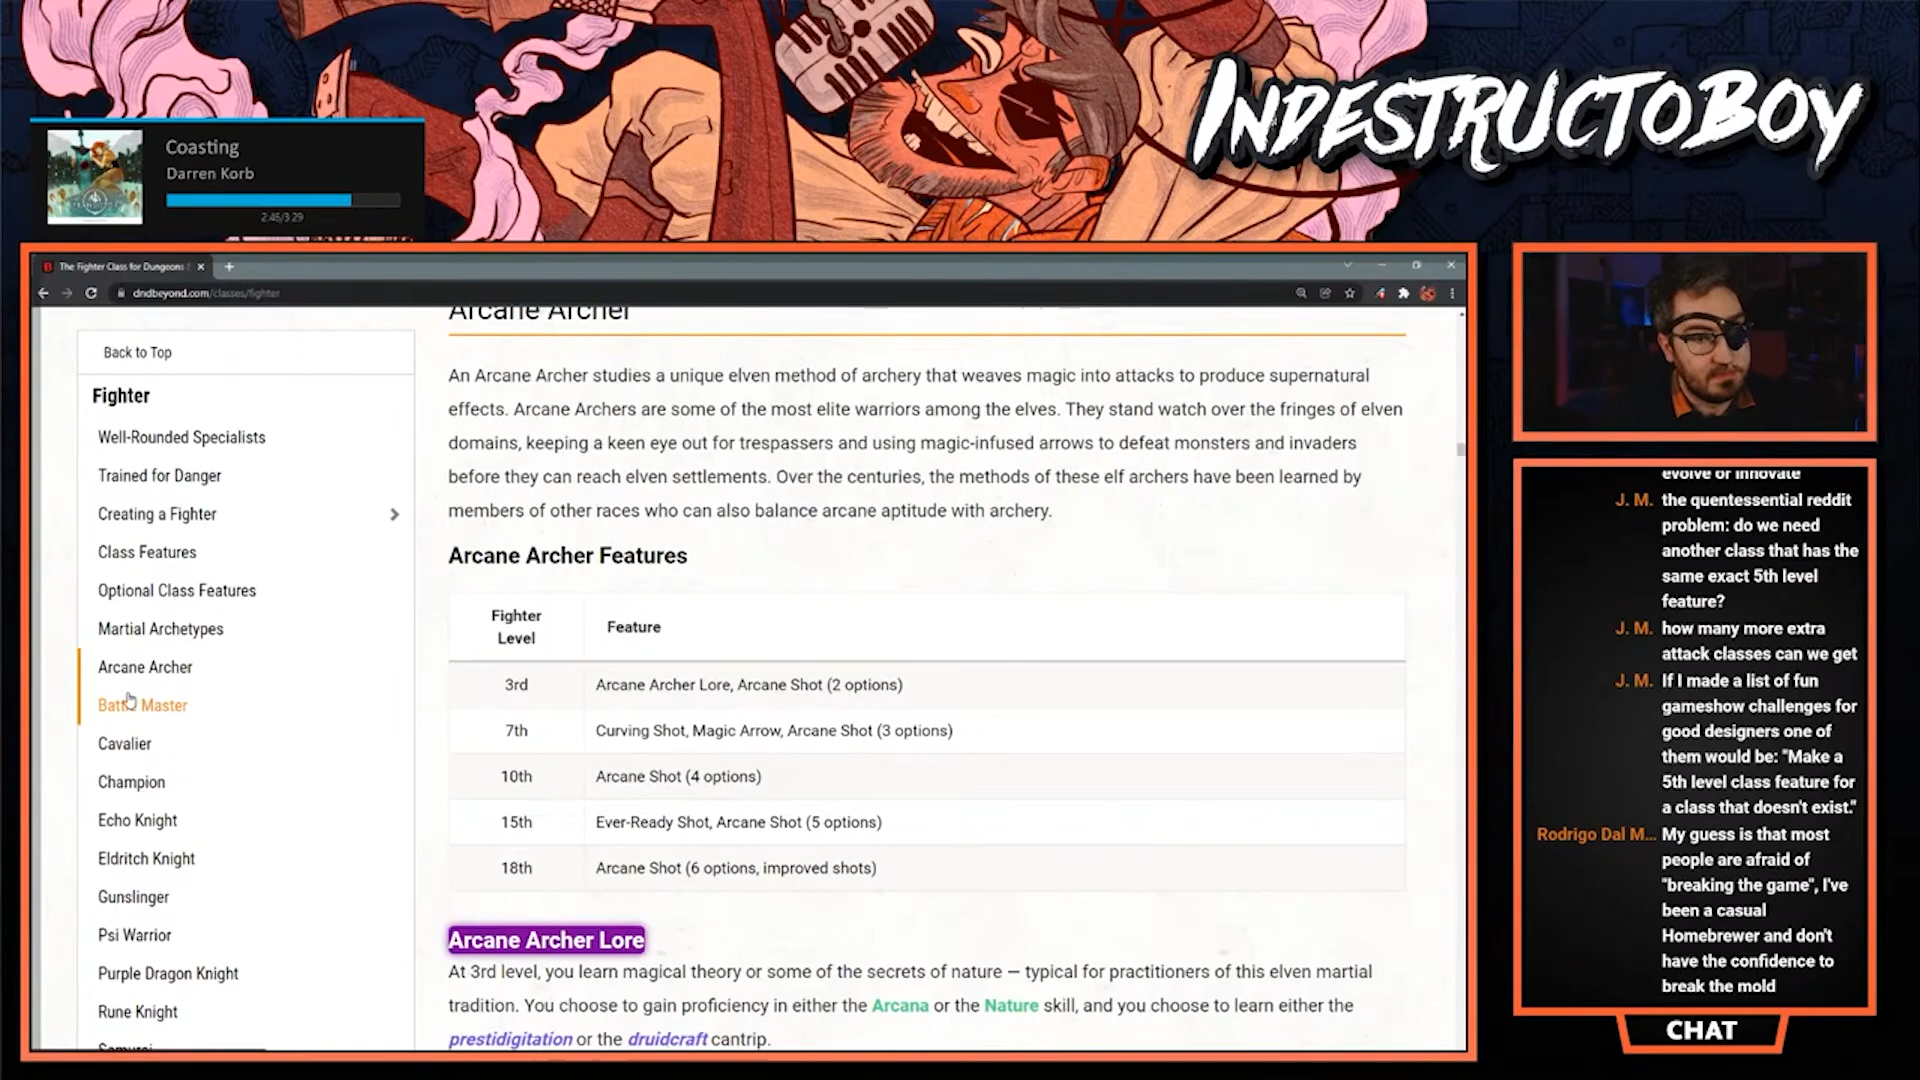 INDESTRUCTOBOY
Coasting
Darren Korb
2:46/3:29
The Fighter Class for Dungeons
dndbeyond.com/classes/fighter
Back to Top
Fighter
Well-Rounded Specialists
Trained for Danger
Creating a Fighter
Class Features
Optional Class Features
Martial Archetypes
Arcane Archer
Battle Master
Cavalier
Champion
Echo Knight
Eldritch Knight
Gunslinger
Psi Warrior
Purple Dragon Knight
Rune Knight
Samurai
Arcane Archer
An Arcane Archer studies a unique elven method of archery that weaves magic into attacks to produce supernatural
effects. Arcane Archers are some of the most elite warriors among the elves. They stand watch over the fringes of elven
domains, keeping a keen eye out for trespassers and using magic-infused arrows to defeat monsters and invaders
before they can reach elven settlements. Over the centuries, the methods of these elf archers have been learned by
members of other races who can also balance arcane aptitude with archery.
Arcane Archer Features
Fighter
Level
Feature
3rd Arcane Archer Lore, Arcane Shot (2 options)
7th Curving Shot, Magic Arrow, Arcane Shot (3 options)
10th Arcane Shot (4 options)
15th Ever-Ready Shot, Arcane Shot (5 options)
18th Arcane Shot (6 options, improved shots)
Arcane Archer Lore
At 3rd level, you learn magical theory or some of the secrets of nature — typical for practitioners of this elven martial
tradition. You choose to gain proficiency in either the Arcana or the Nature skill, and you choose to learn either the
prestidigitation or the druidcraft cantrip.
evolve or innovate
J. M. the quentessential reddit
problem: do we need
another class that has the
same exact 5th level
feature?
J. M. how many more extra
attack classes can we get
J. M. If I made a list of fun
gameshow challenges for
good designers one of
them would be: "Make a
5th level class feature for
a class that doesn't exist."
Rodrigo Dal M... My guess is that most
people are afraid of
"breaking the game", I've
been a casual
Homebrewer and don't
have the confidence to
break the mold
CHAT